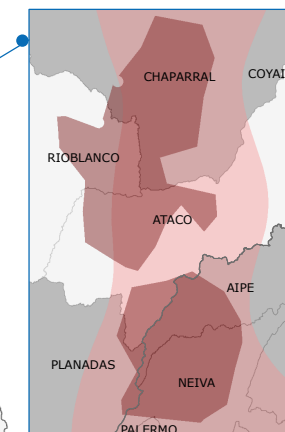 CHAPARRAL
COYAI
RIOBLANCO
ATACO
AIPE
PLANADAS
NEIVA
PALERMO